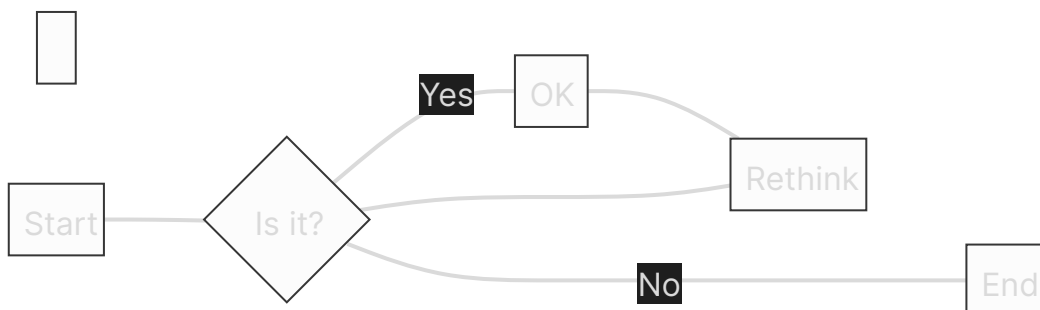 Start
Is it?
Yes
OK
Rethink
No
End